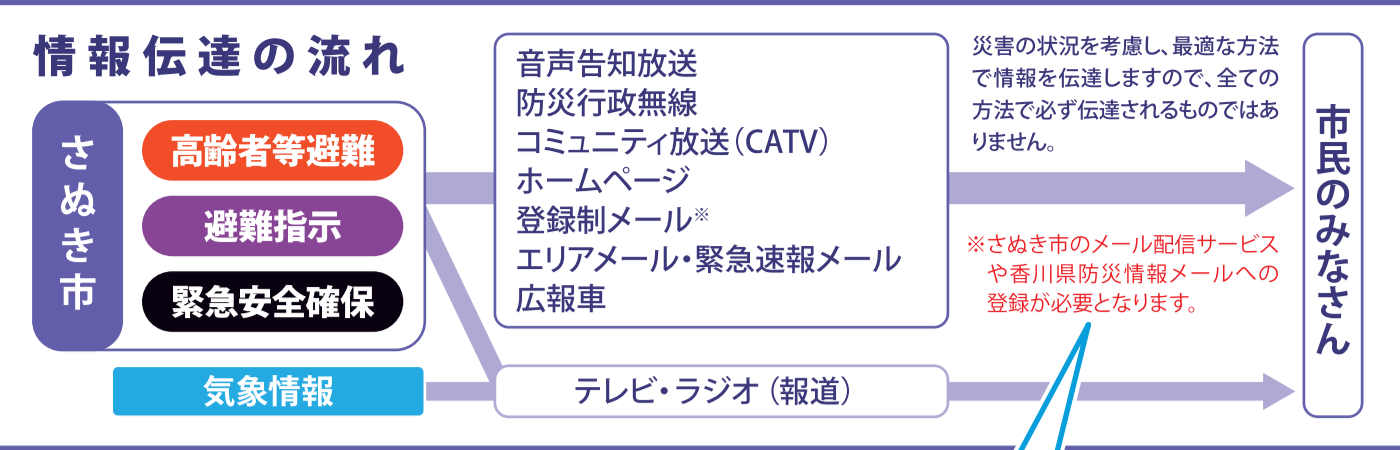 情報伝達の流れ
さぬき市
高齢者等避難
避難指示
緊急安全確保
気象情報
音声告知放送
防災行政無線
コミュニティ放送（CATV）
ホームページ
登録制メール※
エリアメール・緊急速報メール
広報車
テレビ・ラジオ（報道）
災害の状況を考慮し、最適な方法
で情報を伝達しますので、全ての
方法で必ず伝達されるものではあ
りません。
※さぬき市のメール配信サービス
や香川県防災情報メールへの
登録が必要となります。
市民のみなさん